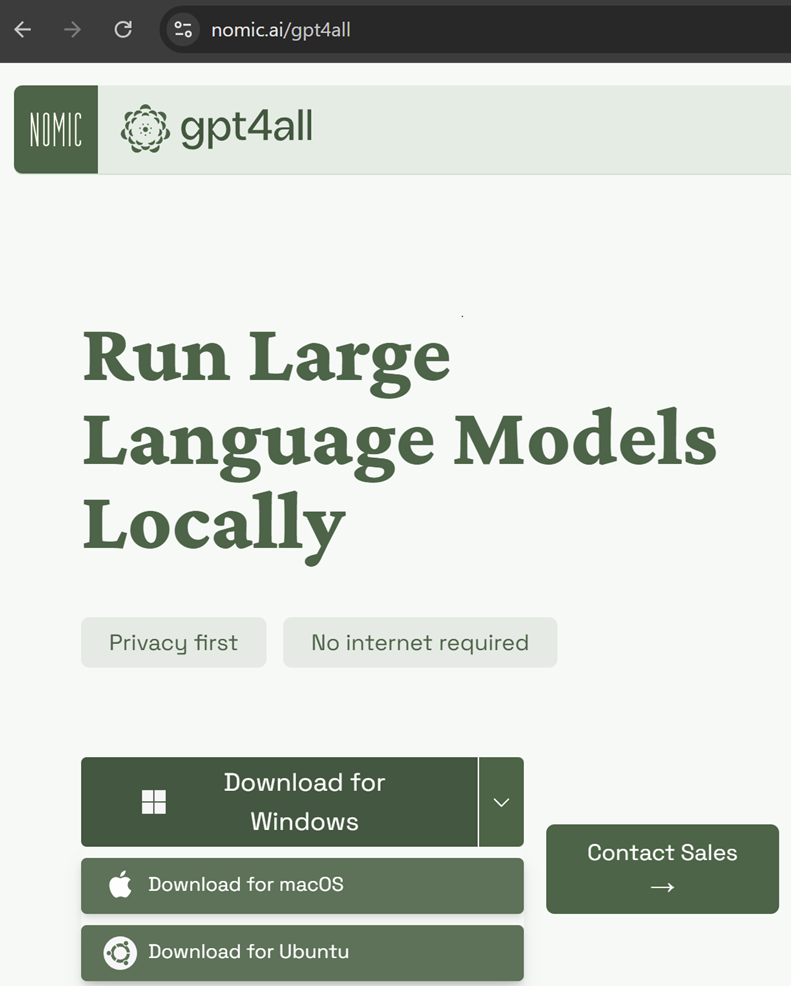 nomic.ai/gpt4all
NOMIC
gpt4all
Run Large
Language Models
Locally
Privacy first
No internet required
Download for
Windows
Contact Sales
→
Download for macOS
Download for Ubuntu